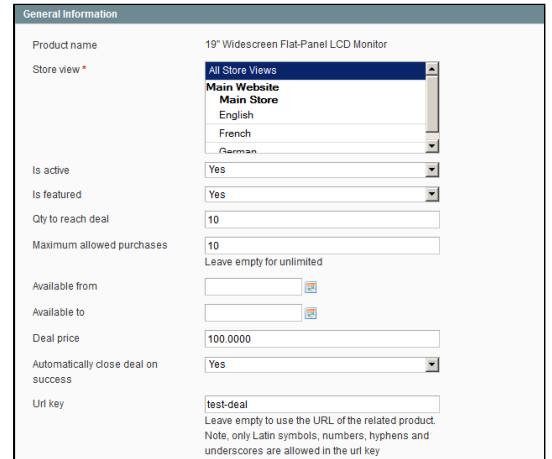 General Information
Product name 19" Widescreen Flat-Panel LCD Monitor
Store view * All Store Views
Main Website
Main Store
English
French
German
Is active Yes
Is featured Yes
Qty to reach deal 10
Maximum allowed purchases 10
Leave empty for unlimited
Available from
Available to
Deal price 100.0000
Automatically close deal on success Yes
Url key test-deal
Leave empty to use the URL of the related product.
Note, only Latin symbols, numbers, hyphens and
underscores are allowed in the url key